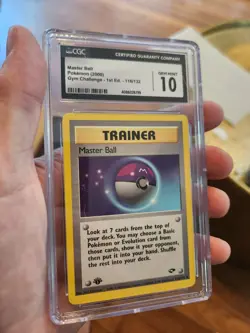 CGC
CERTIFIED GUARANTY COMPANY
Master Ball
Pokémon (2000)
Gym Challenge - 1st Ed. - 116/132
GEM MINT
10
TRAINER
Master Ball
Look at 7 cards from the top
of your deck. You may choose a Basic
Pokémon or Evolution card from
those cards, show it to your opponent,
then put it into your hand. Shuffle
the rest into your deck.